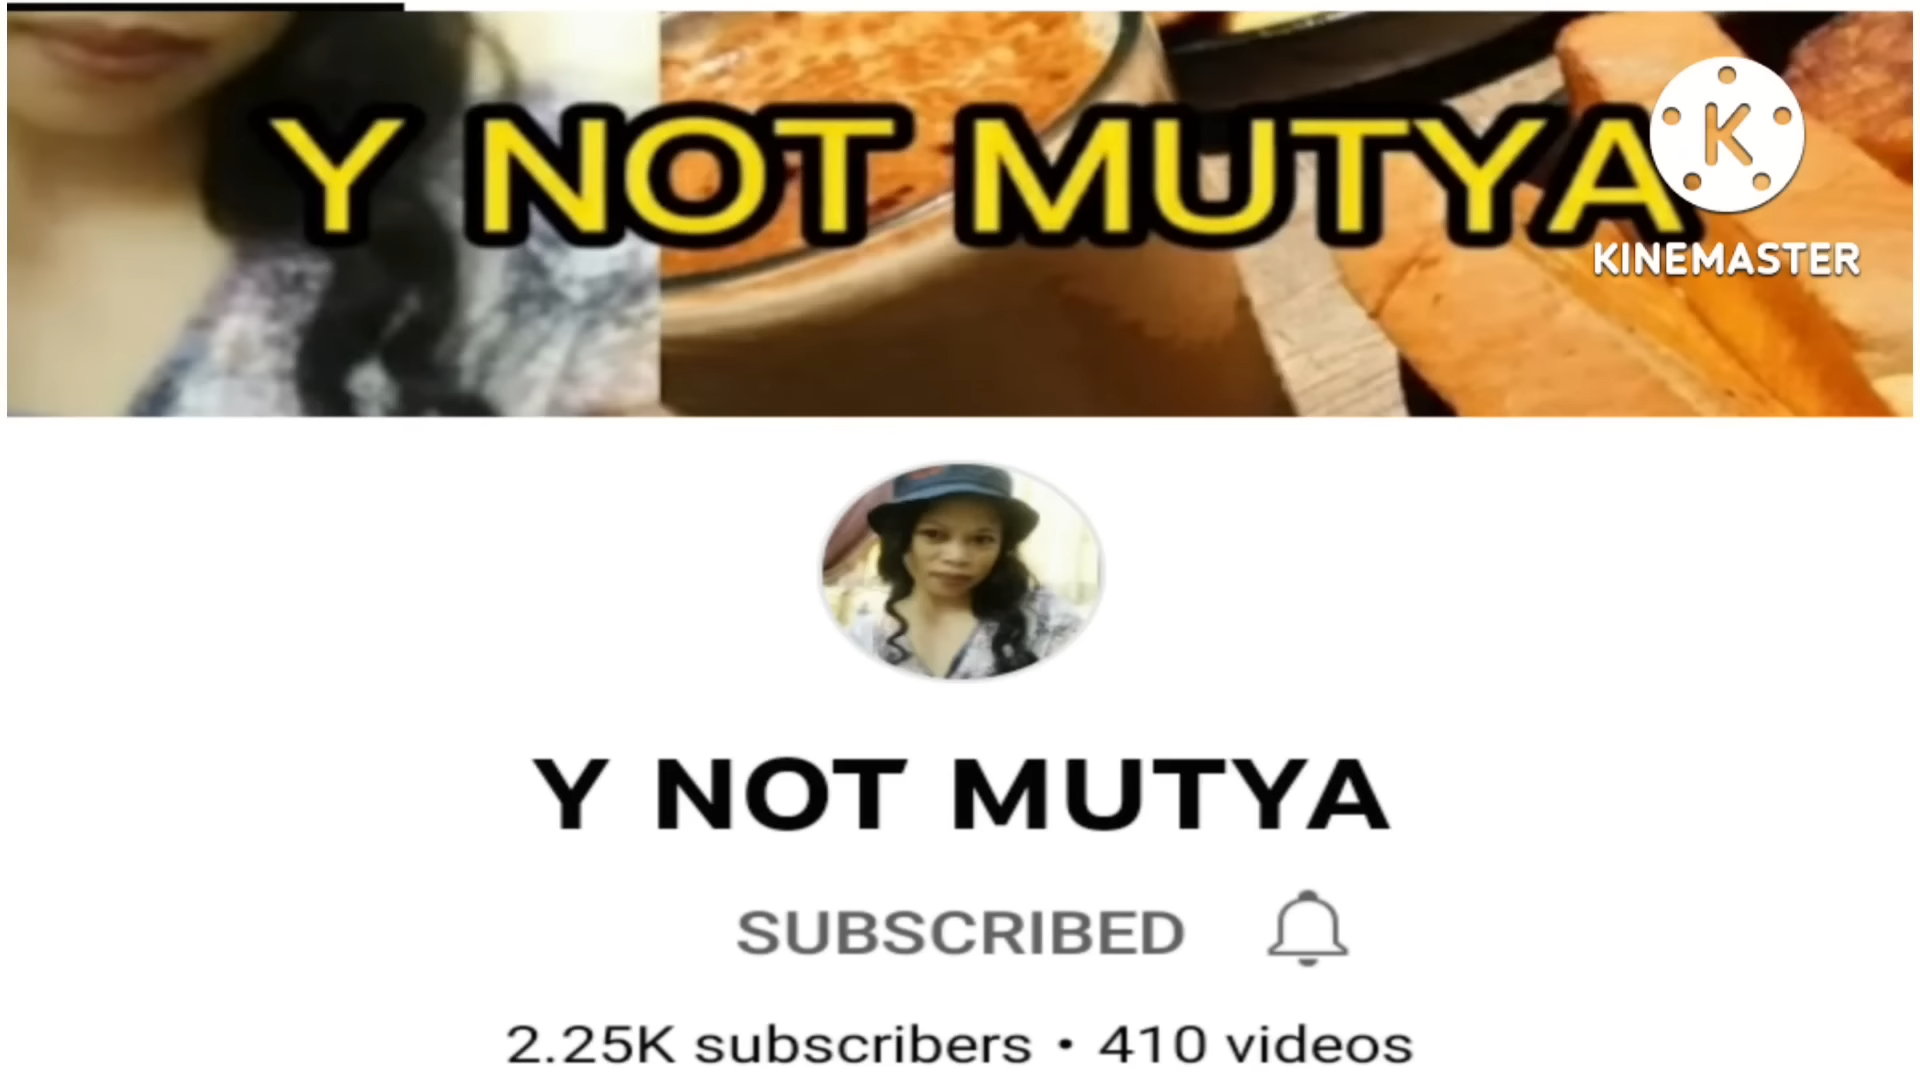 Y NOT MUTYA
K
KINEMASTER
Y NOT MUTYA
SUBSCRIBED
2.25K subscribers • 410 videos